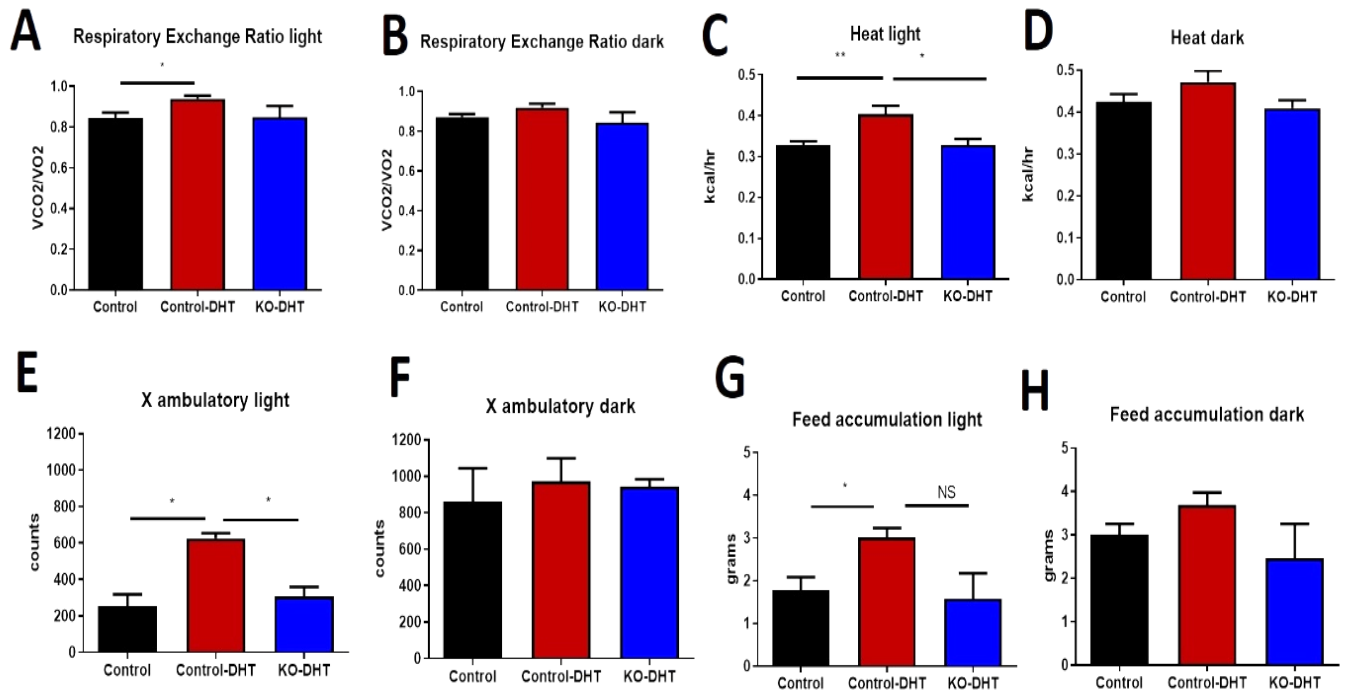 A
Respiratory Exchange Ratio light
*
VCO2/VO2
1.0
0.8
0.6
0.4
0.2
0.0
Control
Control-DHT
KO-DHT
B
Respiratory Exchange Ratio dark
VCO2/VO2
1.0
0.8
0.6
0.4
0.2
0.0
Control
Control-DHT
KO-DHT
C
Heat light
**
*
kcal/hr
0.5
0.4
0.3
0.2
0.1
0.0
Control
Control-DHT
KO-DHT
D
Heat dark
kcal/hr
0.5
0.4
0.3
0.2
0.1
0.0
Control
Control-DHT
KO-DHT
E
X ambulatory light
*
*
counts
1200
1000
800
600
400
200
0
Control
Control-DHT
KO-DHT
F
X ambulatory dark
counts
1200
1000
800
600
400
200
0
Control
Control-DHT
KO-DHT
G
Feed accumulation light
*
NS
grams
5
4
3
2
1
0
Control
Control-DHT
KO-DHT
H
Feed accumulation dark
grams
5
4
3
2
1
0
Control
Control-DHT
KO-DHT